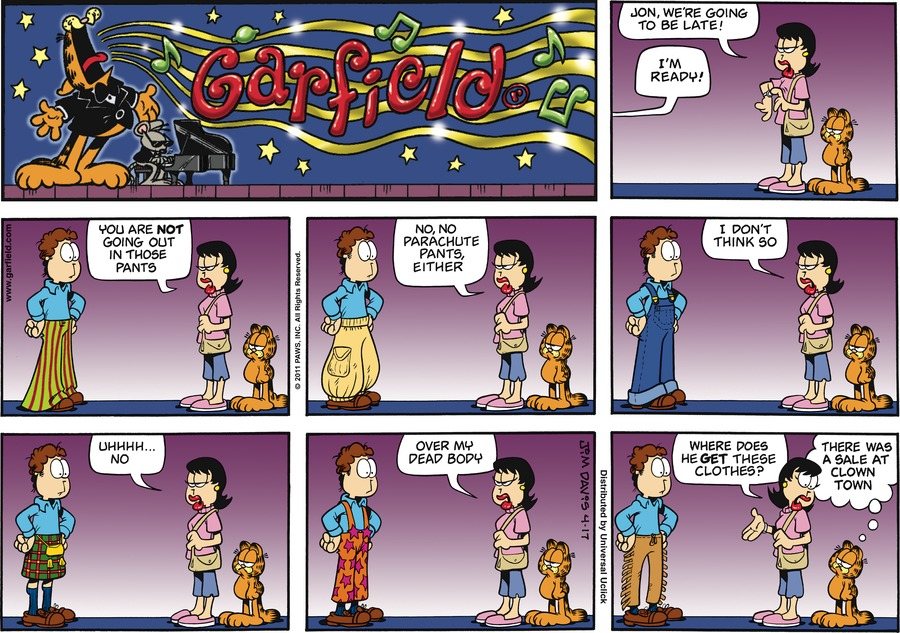 Garfield®
JON, WE'RE GOING
TO BE LATE!
I'M
READY!
www.garfield.com
YOU ARE NOT
GOING OUT
IN THOSE
PANTS
© 2011 PAWS, INC. All Rights Reserved.
NO, NO
PARACHUTE
PANTS,
EITHER
I DON'T
THINK SO
UHHHH...
NO
OVER MY
DEAD BODY
JIM DAVIS 4-17
Distributed by Universal Uclick
WHERE DOES
HE GET THESE
CLOTHES?
THERE WAS
A SALE AT
CLOWN
TOWN